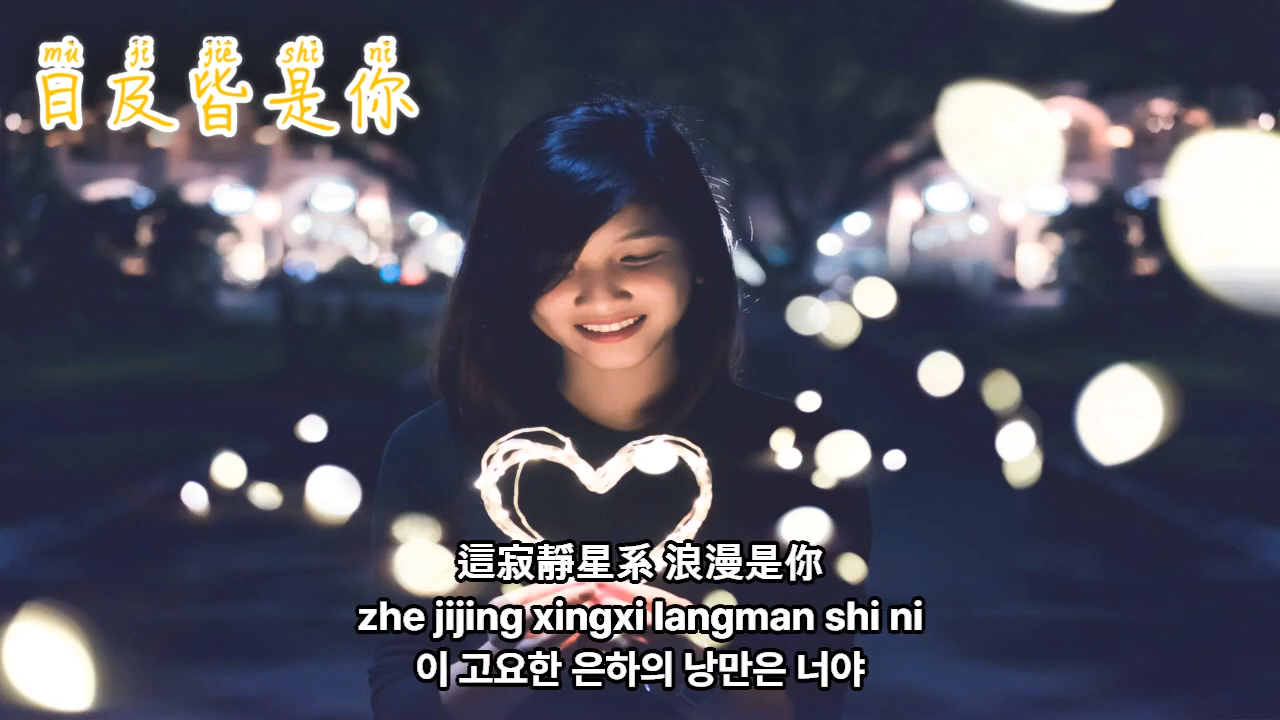 mù jí jiē shì nǐ
目及皆是你
這寂靜星系 浪漫是你
zhe jijing xingxi langman shi ni
이 고요한 은하의 낭만은 너야